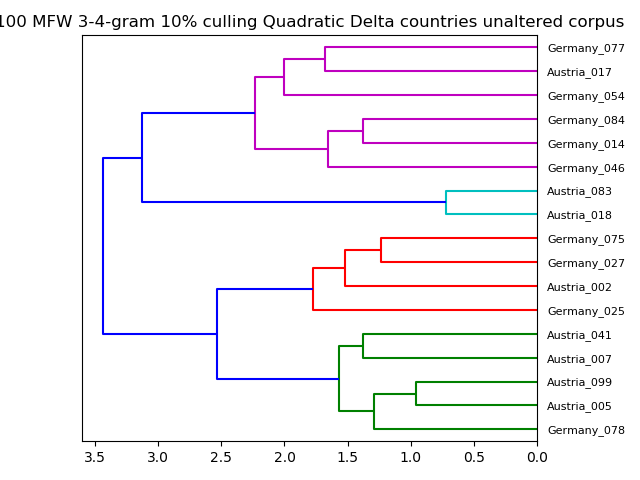 100 MFW 3-4-gram 10% culling Quadratic Delta countries unaltered corpus
Germany_077
Austria_017
Germany_054
Germany_084
Germany_014
Germany_046
Austria_083
Austria_018
Germany_075
Germany_027
Austria_002
Germany_025
Austria_041
Austria_007
Austria_099
Austria_005
Germany_078
3.5 3.0 2.5 2.0 1.5 1.0 0.5 0.0